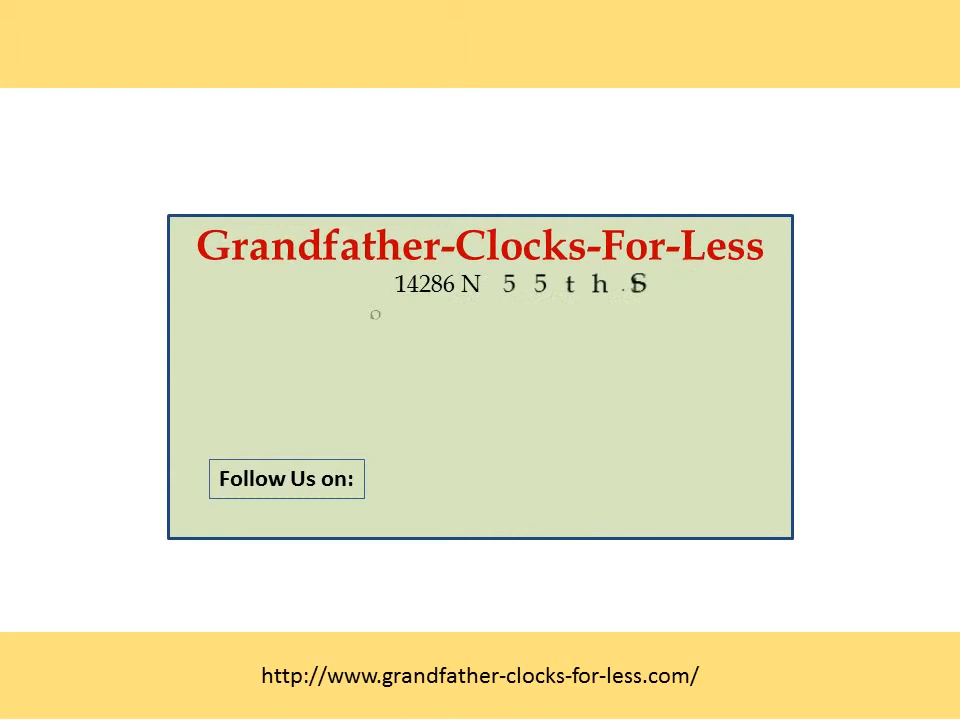 Grandfather-Clocks-For-Less
14286 N 55th
Follow Us on:
http://www.grandfather-clocks-for-less.com/